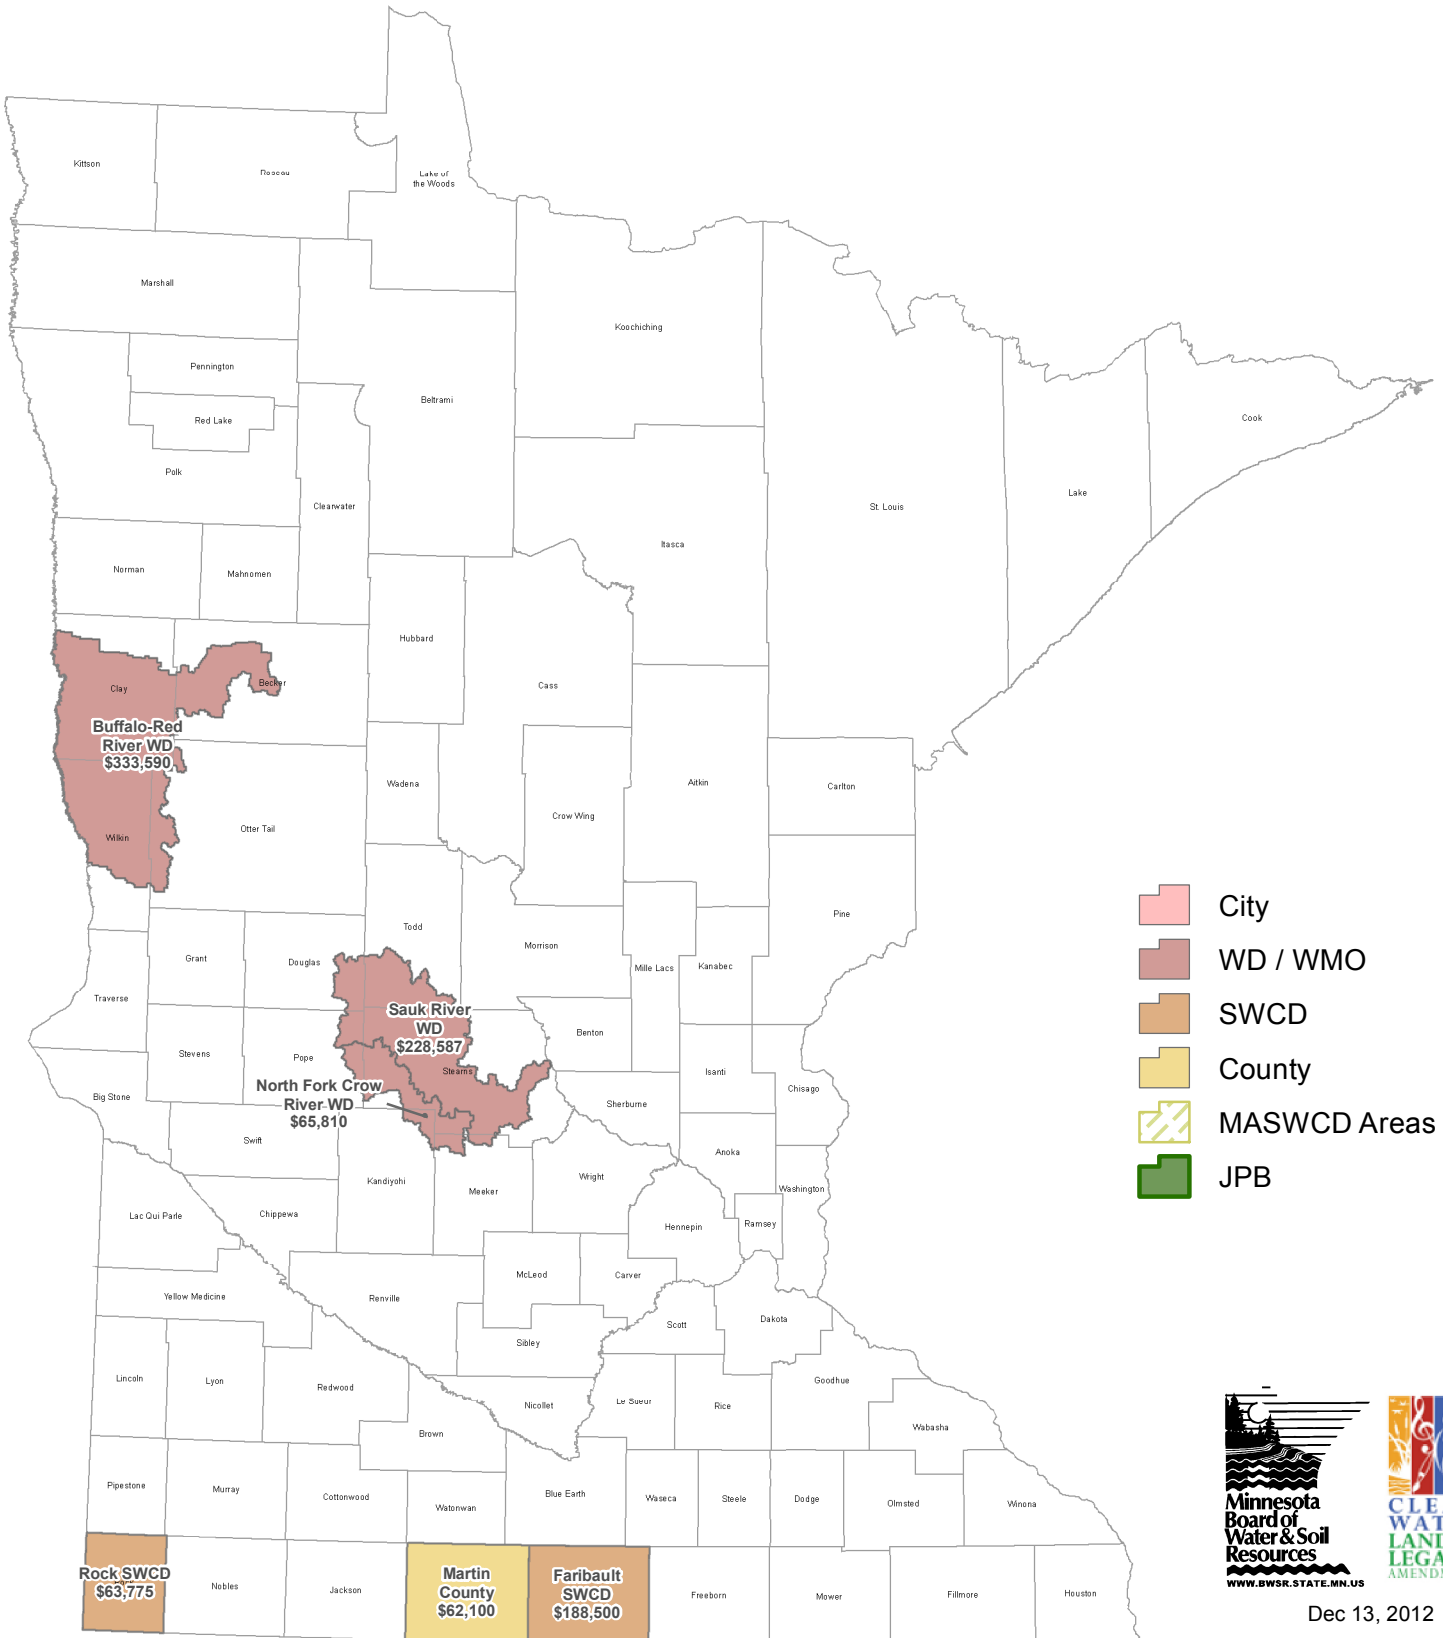 Kittson
Roseau
Lake of
the Woods
Marshall
Koochiching
Pennington
Beltrami
Red Lake
Cook
Polk
Lake
Clearwater
St. Louis
Itasca
Norman
Mahnomen
Hubbard
Becker
Cass
Clay
Buffalo-Red
River WD
$333,590
Wadena
Aitkin
Carlton
Crow Wing
Otter Tail
Wilkin
Todd
Pine
Morrison
Grant
Douglas
Mille Lacs
Kanabec
Traverse
Sauk River
WD
$228,587
Benton
Stevens
Pope
Stearns
Isanti
Chisago
North Fork Crow
River WD
$65,810
Big Stone
Sherburne
Swift
Anoka
Kandiyohi
Wright
Meeker
Washington
Lac Qui Parle
Chippewa
Hennepin
Ramsey
McLeod
Carver
Yellow Medicine
Renville
Scott
Dakota
Sibley
Lincoln
Lyon
Redwood
Goodhue
Nicollet
Le Sueur
Rice
Brown
Wabasha
Pipestone
Murray
Cottonwood
Watonwan
Blue Earth
Waseca
Steele
Dodge
Olmsted
Winona
Rock SWCD
$63,775
Nobles
Jackson
Martin
County
$62,100
Faribault
SWCD
$188,500
Freeborn
Mower
Fillmore
Houston
City
WD / WMO
SWCD
County
MASWCD Areas
JPB
Minnesota
Board of
Water & Soil
Resources
WWW.BWSR.STATE.MN.US
CLE
WAT
LAN
LEGA
AMEND
Dec 13, 2012